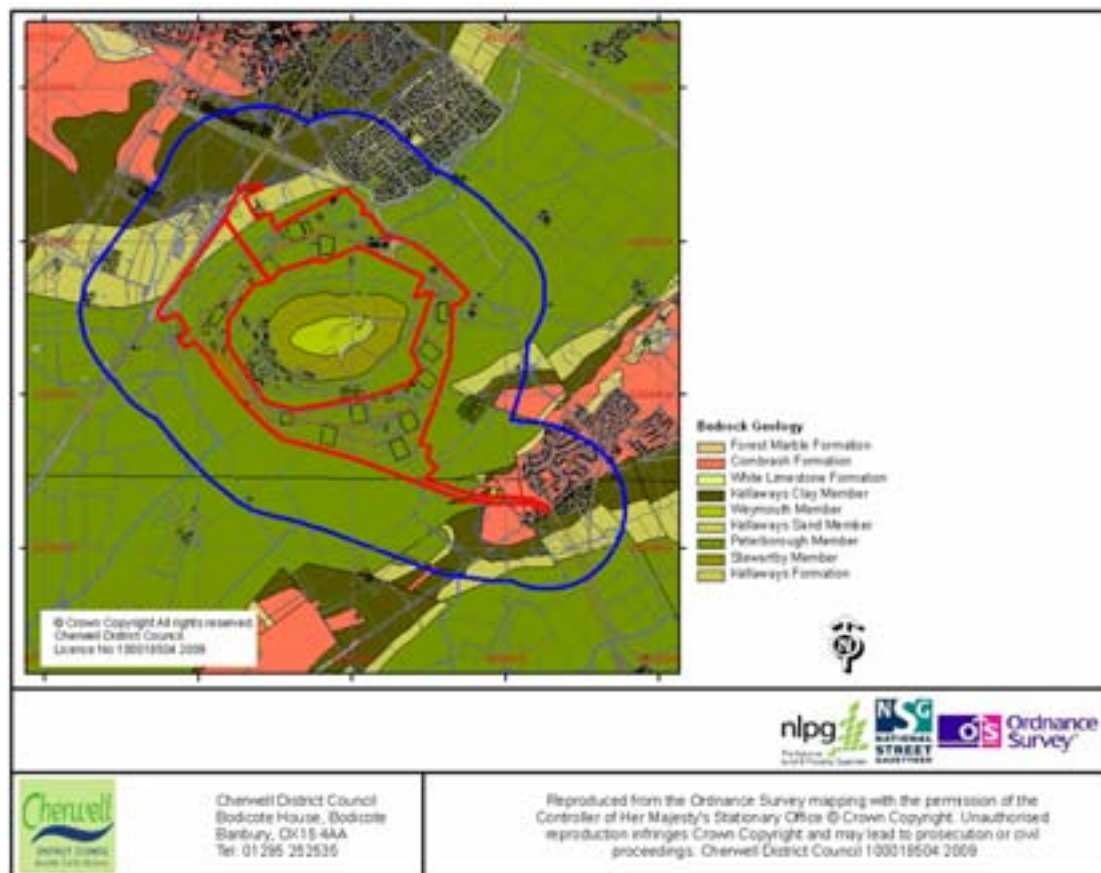 Bedrock Geology
Forest Marble Formation
Cornbrash Formation
White Limestone Formation
Kellaways Clay Member
Weymouth Member
Kellaways Sand Member
Peterborough Member
Stewartby Member
Kellaways Formation
© Crown Copyright All rights reserved.
Cherwell District Council
Licence No 100018504 2009
N
nlpg
NSG
NATIONAL
STREET
GAZETTEER
OS
Ordnance
Survey
Cherwell
DISTRICT COUNCIL
Cherwell District Council
Bodicote House, Bodicote
Banbury, OX15 4AA
Tel: 01295 252535
Reproduced from the Ordnance Survey mapping with the permission of the
Controller of Her Majesty's Stationary Office © Crown Copyright. Unauthorised
reproduction infringes Crown Copyright and may lead to prosecution or civil
proceedings. Cherwell District Council 100018504 2009